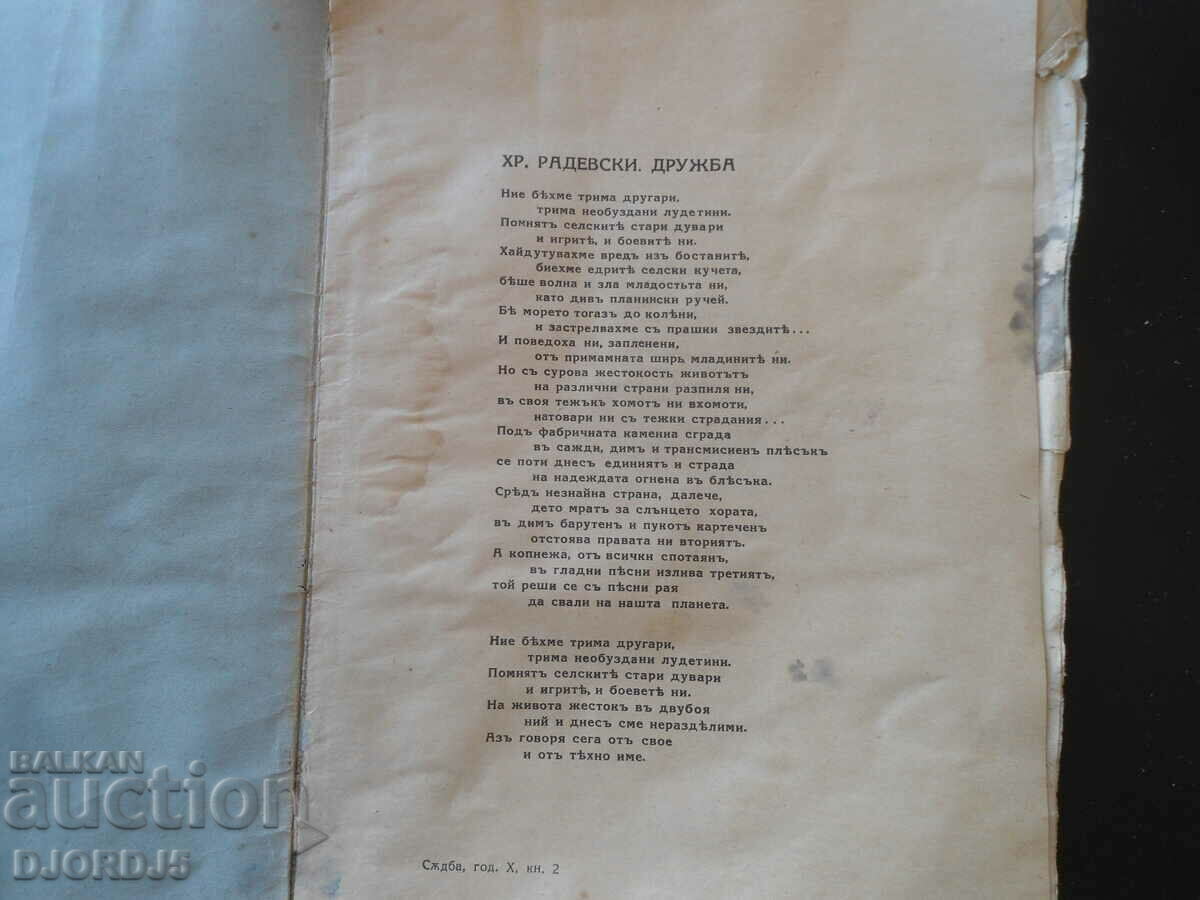 ХР. РАДЕВСКИ. ДРУЖБА
Ние бѣхме трима другари,
трима необуздани лудетини.
Помнятъ селскитѣ стари дувари
и игритѣ, и боевитѣ ни.
Хайдутувахме вредъ изъ бостанитѣ,
биехме едритѣ селски кучета,
бѣше волна и зла младостьта ни,
като дивъ планински ручей.
Бѣ морето тогазъ до колѣни,
и застрелвахме съ прашки звездитѣ...
И поведоха ни, запленени,
отъ примамната ширь младинитѣ ни.
Но съ сурова жестокость животътъ
на различни страни разпиля ни,
въ своя тежъкъ хомотъ ни вхомоти,
натовари ни съ тежки страдания...
Подъ фабричната каменна сграда
въ сажди, димъ и трансмисиенъ плѣсъкъ
се поти днесъ единиятъ и страда
на надеждата огнена въ блѣсъка.
Срѣдъ незнайна страна, далече,
дето мратъ за слънцето хората,
въ димъ барутенъ и пукотъ картеченъ
отстоява правата ни вториятъ.
А копнежа, отъ всички спотаянъ,
въ гладни пѣсни излива третиятъ,
той реши се съ пѣсни рая
да свали на нашта планета.
Ние бѣхме трима другари,
трима необуздани лудетини.
Помнятъ селскитѣ стари дувари
и игритѣ, и боеветѣ ни.
На живота жестокъ въ двубоя
ний и днесъ сме неразделими.
Азъ говоря сега отъ свое
и отъ тѣхно име.
Сѫдба, год. X, кн. 2
BALKAN
auction
DJORDJ5